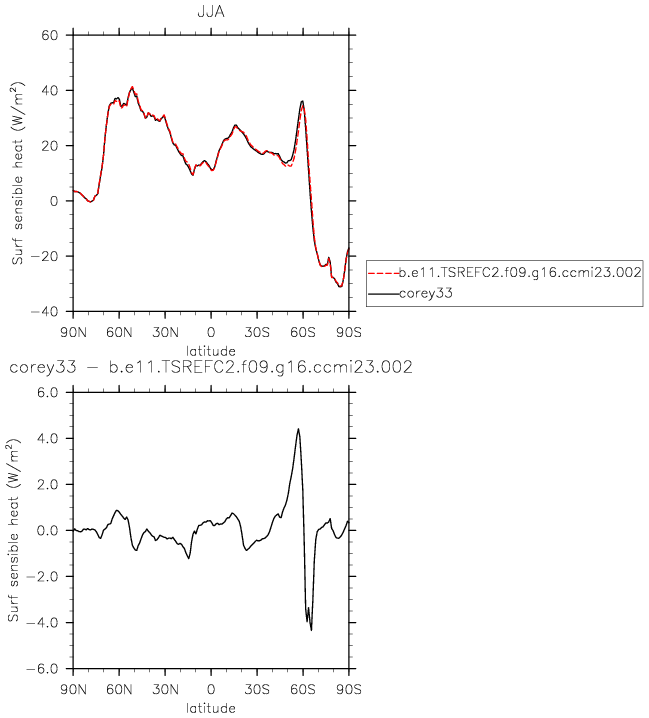 JJA
60
40
20
0
−20
−40
Surf sensible heat (W/m²)
90N 60N 30N 0 30S 60S 90S
latitude
b.e11.TSREFC2.f09.g16.ccmi23.002
corey33
corey33 − b.e11.TSREFC2.f09.g16.ccmi23.002
6.0
4.0
2.0
0.0
−2.0
−4.0
−6.0
Surf sensible heat (W/m²)
90N 60N 30N 0 30S 60S 90S
latitude